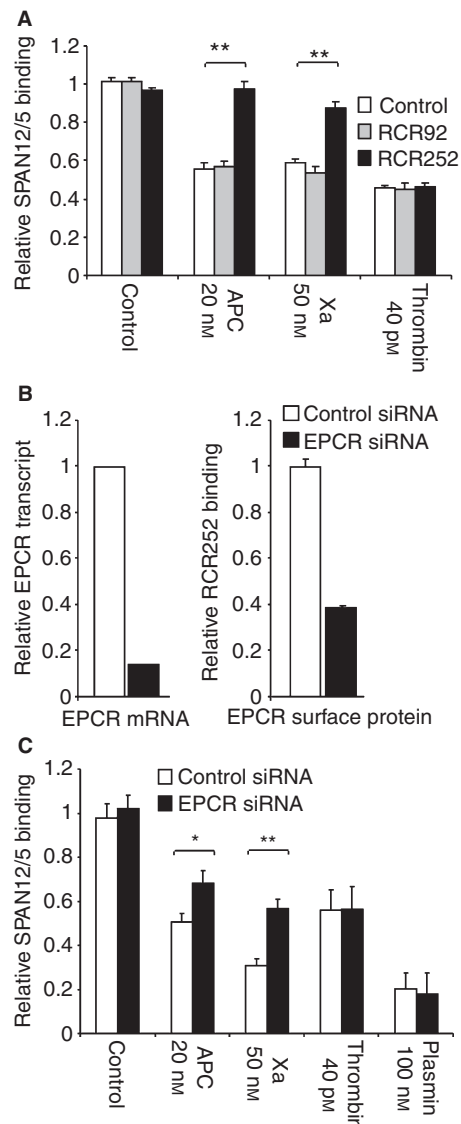 A
Relative SPAN12/5 binding
1.2
1
0.8
0.6
0.4
0.2
0
**
**
Control
RCR92
RCR252
Control
APC
20 nM
Xa
50 nM
Thrombin
40 pM
B
Relative EPCR transcript
1.2
1
0.8
0.6
0.4
0.2
0
EPCR mRNA
Relative RCR252 binding
1.2
1
0.8
0.6
0.4
0.2
0
Control siRNA
EPCR siRNA
EPCR surface protein
C
Relative SPAN12/5 binding
1.2
1
0.8
0.6
0.4
0.2
0
Control siRNA
EPCR siRNA
*
**
Control
APC
20 nM
Xa
50 nM
Thrombin
40 pM
Plasmin
100 nM